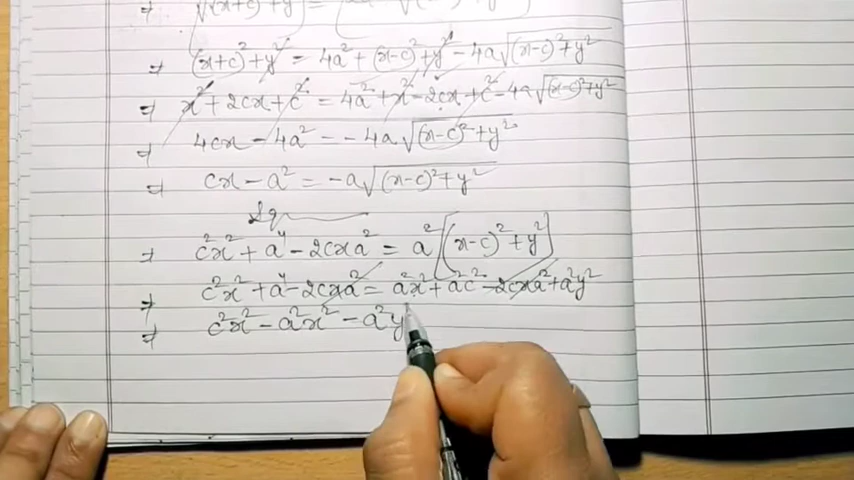 ⇒ (x+c)²+y² = 4a²+(x-c)²+y²-4a√(x-c)²+y²
⇒ x²+2cx+c² = 4a²+x²-2cx+c²-4a√(x-c)²+y²
⇒ 4cx-4a² = -4a√(x-c)²+y²
⇒ cx-a² = -a√(x-c)²+y²
Sq
⇒ c²x²+a⁴-2cxa² = a²[(x-c)²+y²]
⇒ c²x²+a⁴-2cxa² = a²x²+a²c²-2cxa²+a²y²
⇒ c²x²-a²x²-a²y